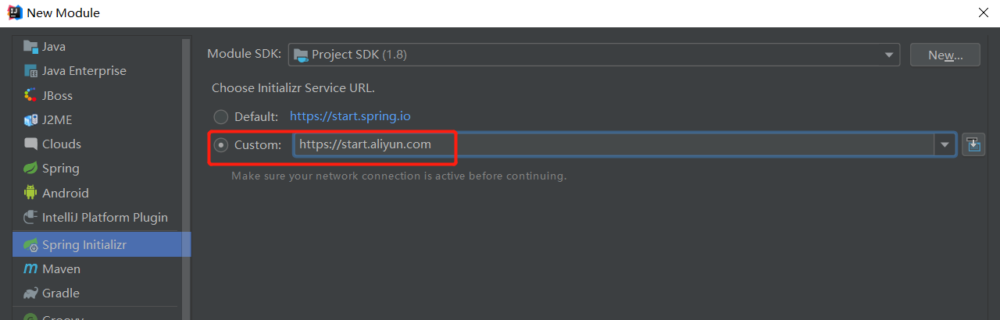 New Module
Java
Java Enterprise
JBoss
J2ME
Clouds
Spring
Android
IntelliJ Platform Plugin
Spring Initializr
Maven
Gradle
Groovy
Module SDK: Project SDK (1.8) New...
Choose Initializr Service URL.
Default: https://start.spring.io
Custom: https://start.aliyun.com
Make sure your network connection is active before continuing.